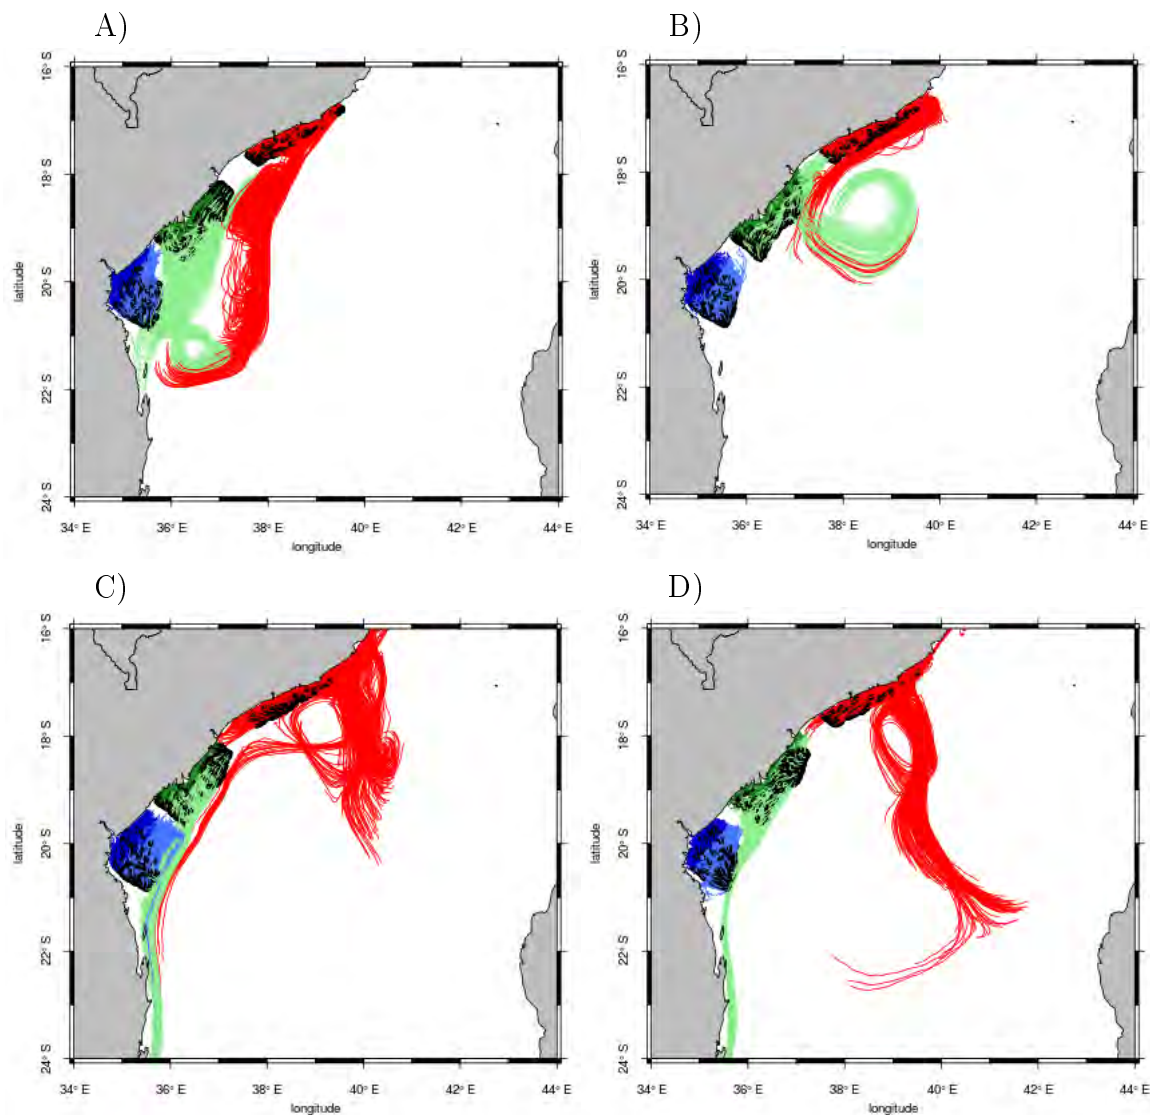 A)
B)
16° S
18° S
20° S
22° S
24° S
latitude
34° E
36° E
38° E
40° E
42° E
44° E
longitude
16° S
18° S
20° S
22° S
24° S
latitude
34° E
36° E
38° E
40° E
42° E
44° E
longitude
C)
D)
16° S
18° S
20° S
22° S
24° S
latitude
34° E
36° E
38° E
40° E
42° E
44° E
longitude
16° S
18° S
20° S
22° S
24° S
latitude
34° E
36° E
38° E
40° E
42° E
44° E
longitude